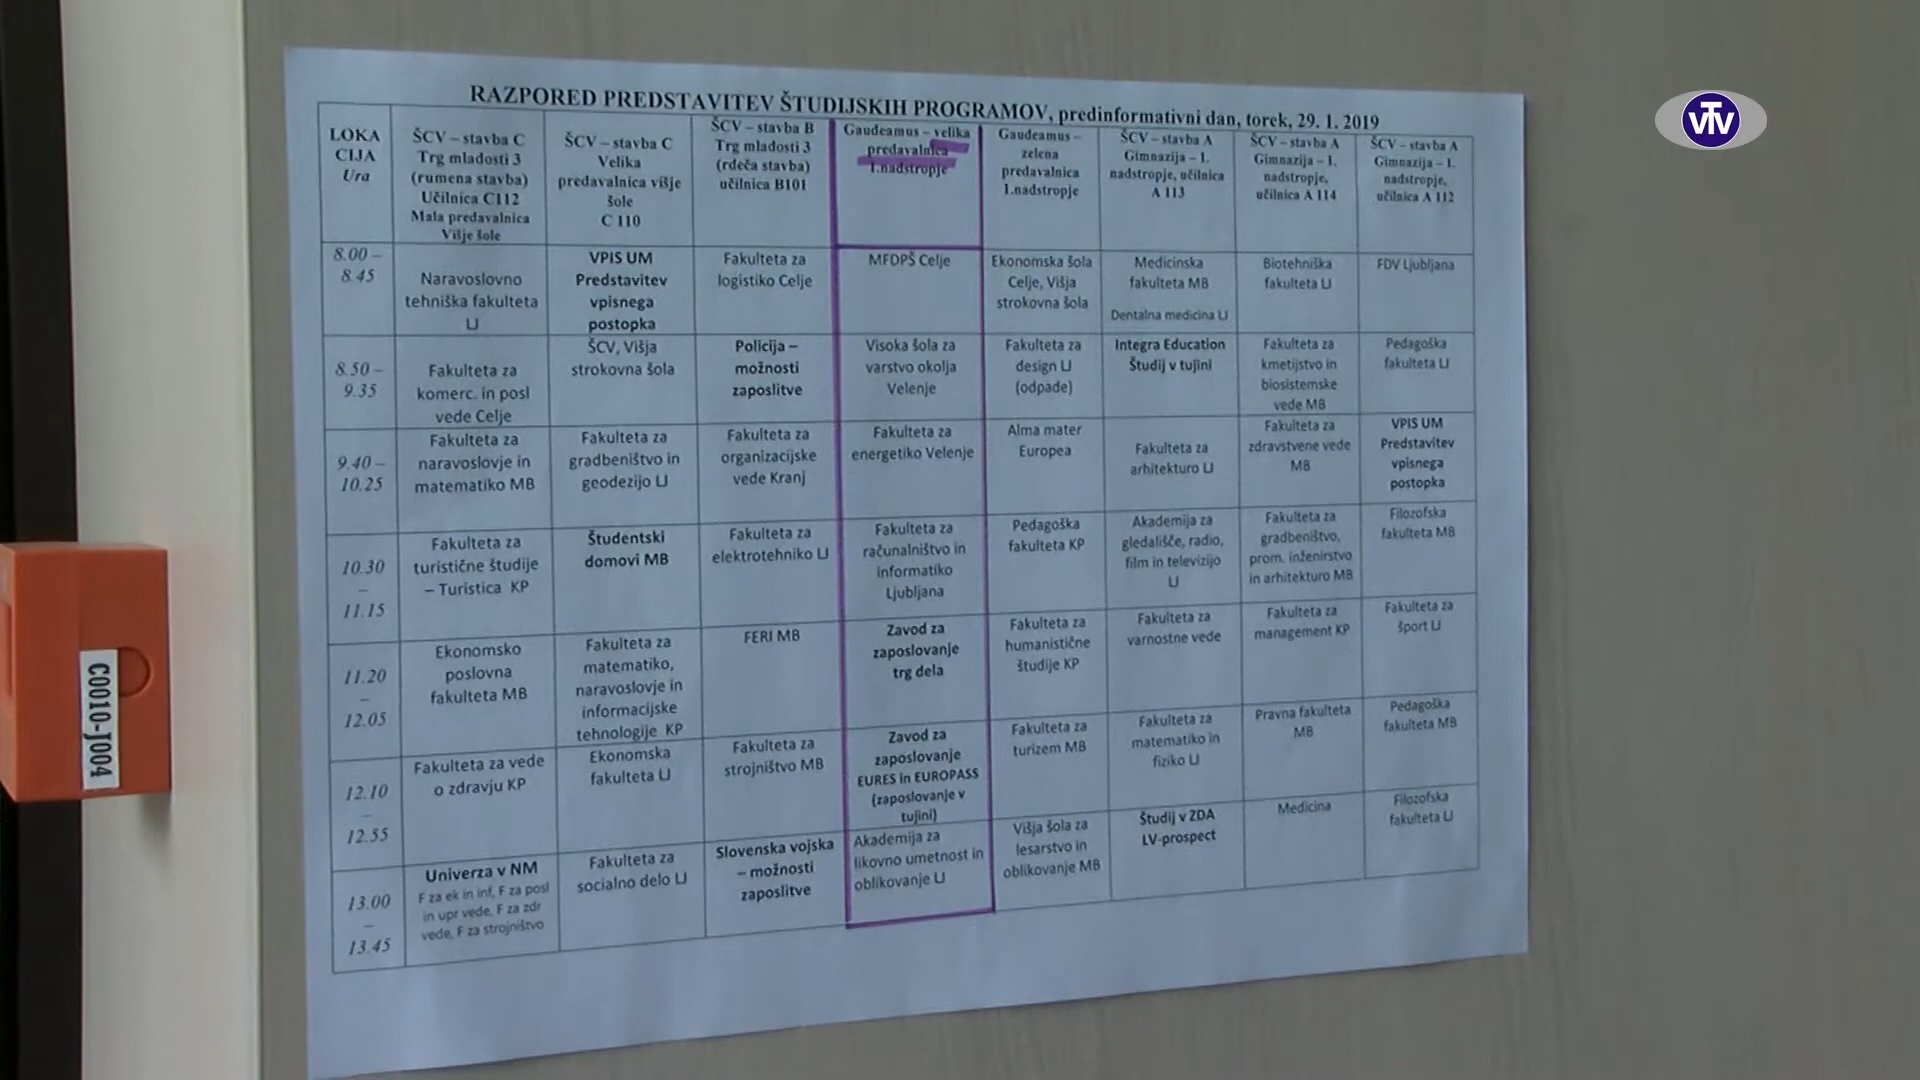 RAZPORED PREDSTAVITEV ŠTUDIJSKIH PROGRAMOV, predinformativni dan, torek, 29. 1. 2019
LOKA
CIJA
Ura
ŠCV – stavba C
Trg mladosti 3
(rumena stavba)
Učilnica C112
Mala predavalnica
Višje šole
ŠCV – stavba C
Velika
predavalnica višje
šole
C 110
ŠCV – stavba B
Trg mladosti 3
(rdeča stavba)
učilnica B101
Gaudeamus – velika
predavalnica
1.nadstropje
Gaudeamus –
zelena
predavalnica
1.nadstropje
ŠCV – stavba A
Gimnazija – 1.
nadstropje, učilnica
A 113
ŠCV – stavba A
Gimnazija – 1.
nadstropje,
učilnica A 114
ŠCV – stavba A
Gimnazija – 1.
nadstropje,
učilnica A 112
8.00 –
8.45
Naravoslovno
tehniška fakulteta
LJ
VPIS UM
Predstavitev
vpisnega
postopka
Fakulteta za
logistiko Celje
MFDPŠ Celje
Ekonomska šola
Celje, Višja
strokovna šola
Medicinska
fakulteta MB
Dentalna medicina LJ
Biotehniška
fakulteta LJ
FDV Ljubljana
8.50 –
9.35
Fakulteta za
komerc. in posl
vede Celje
ŠCV, Višja
strokovna šola
Policija –
možnosti
zaposlitve
Visoka šola za
varstvo okolja
Velenje
Fakulteta za
design LJ
(odpade)
Integra Education
Študij v tujini
Fakulteta za
kmetijstvo in
biosistemske
vede MB
Pedagoška
fakulteta LJ
9.40 –
10.25
Fakulteta za
naravoslovje in
matematiko MB
Fakulteta za
gradbeništvo in
geodezijo LJ
Fakulteta za
organizacijske
vede Kranj
Fakulteta za
energetiko Velenje
Alma mater
Europea
Fakulteta za
arhitekturo LJ
Fakulteta za
zdravstvene vede
MB
VPIS UM
Predstavitev
vpisnega
postopka
10.30
–
11.15
Fakulteta za
turistične študije
– Turistica KP
Študentski
domovi MB
Fakulteta za
elektrotehniko LJ
Fakulteta za
računalništvo in
informatiko
Ljubljana
Pedagoška
fakulteta KP
Akademija za
gledališče, radio,
film in televizijo
LJ
Fakulteta za
gradbeništvo,
prom. inženirstvo
in arhitekturo MB
Filozofska
fakulteta MB
11.20
–
12.05
Ekonomsko
poslovna
fakulteta MB
Fakulteta za
matematiko,
naravoslovje in
informacijske
tehnologije KP
FERI MB
Zavod za
zaposlovanje
trg dela
Fakulteta za
humanistične
študije KP
Fakulteta za
varnostne vede
Fakulteta za
management KP
Fakulteta za
šport LJ
12.10
–
12.55
Fakulteta za vede
o zdravju KP
Ekonomska
fakulteta LJ
Fakulteta za
strojništvo MB
Zavod za
zaposlovanje
EURES in EUROPASS
(zaposlovanje v
tujini)
Fakulteta za
turizem MB
Fakulteta za
matematiko in
fiziko LJ
Pravna fakulteta
MB
Pedagoška
fakulteta MB
13.00
–
13.45
Univerza v NM
F za ek in inf, F za posl
in upr vede, F za zdr
vede, F za strojništvo
Fakulteta za
socialno delo LJ
Slovenska vojska
– možnosti
zaposlitve
Akademija za
likovno umetnost in
oblikovanje LJ
Višja šola za
lesarstvo in
oblikovanje MB
Študij v ZDA
LV-prospect
Medicina
Filozofska
fakulteta LJ
C0010-J004
VTV